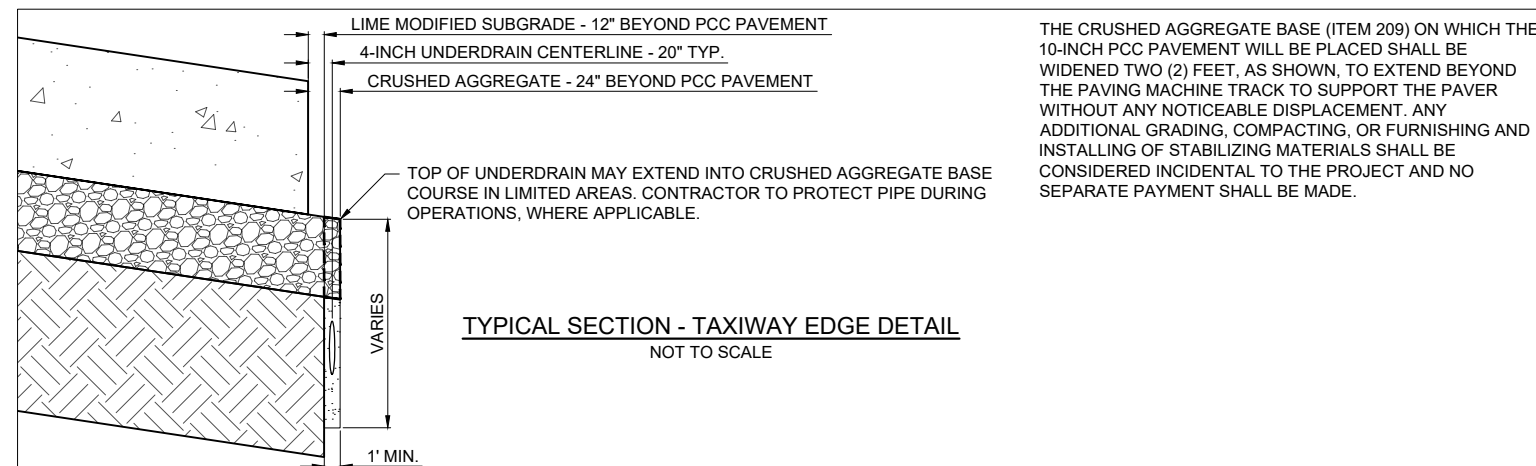 LIME MODIFIED SUBGRADE - 12" BEYOND PCC PAVEMENT
4-INCH UNDERDRAIN CENTERLINE - 20" TYP.
CRUSHED AGGREGATE - 24" BEYOND PCC PAVEMENT
TOP OF UNDERDRAIN MAY EXTEND INTO CRUSHED AGGREGATE BASE
COURSE IN LIMITED AREAS. CONTRACTOR TO PROTECT PIPE DURING
OPERATIONS, WHERE APPLICABLE.
VARIES
1' MIN.
TYPICAL SECTION - TAXIWAY EDGE DETAIL
NOT TO SCALE
THE CRUSHED AGGREGATE BASE (ITEM 209) ON WHICH THE
10-INCH PCC PAVEMENT WILL BE PLACED SHALL BE
WIDENED TWO (2) FEET, AS SHOWN, TO EXTEND BEYOND
THE PAVING MACHINE TRACK TO SUPPORT THE PAVER
WITHOUT ANY NOTICEABLE DISPLACEMENT. ANY
ADDITIONAL GRADING, COMPACTING, OR FURNISHING AND
INSTALLING OF STABILIZING MATERIALS SHALL BE
CONSIDERED INCIDENTAL TO THE PROJECT AND NO
SEPARATE PAYMENT SHALL BE MADE.